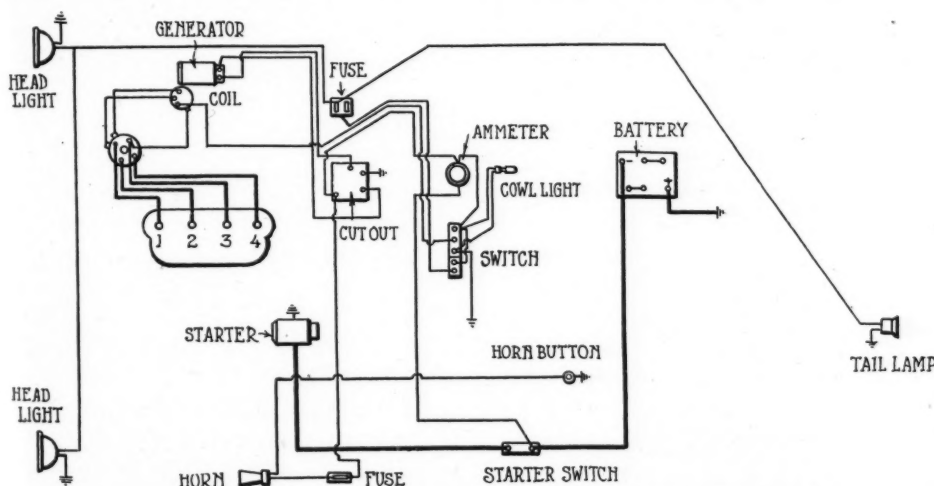 GENERATOR
HEAD
LIGHT
COIL
FUSE
AMMETER
BATTERY
- +
COWL LIGHT
1 2 3 4
CUT OUT
SWITCH
STARTER
HORN BUTTON
TAIL LAMP
HEAD
LIGHT
HORN
FUSE
STARTER SWITCH